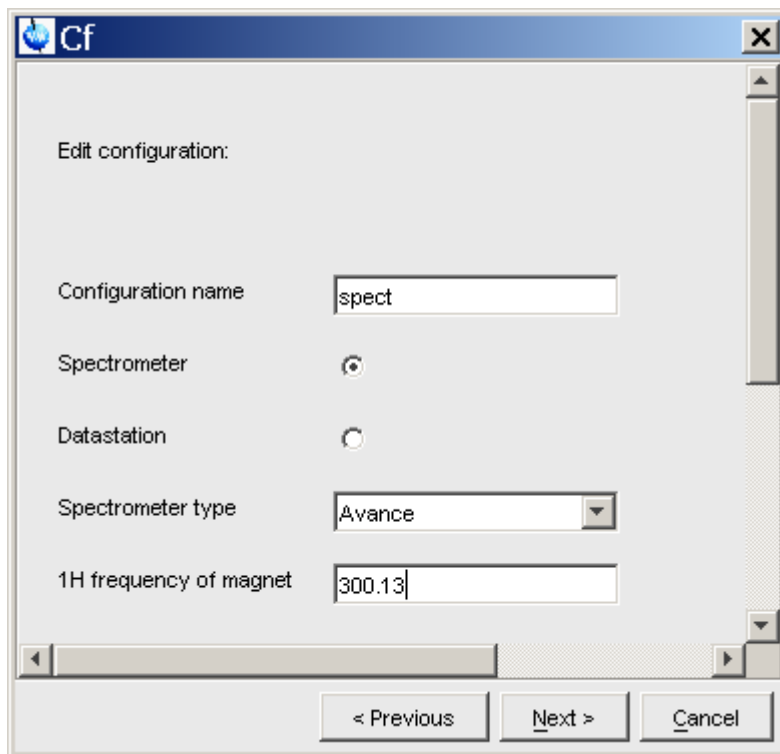 Cf
Edit configuration:
Configuration name spect
Spectrometer
Datastation
Spectrometer type Avance
1H frequency of magnet 300.13
< Previous Next > Cancel